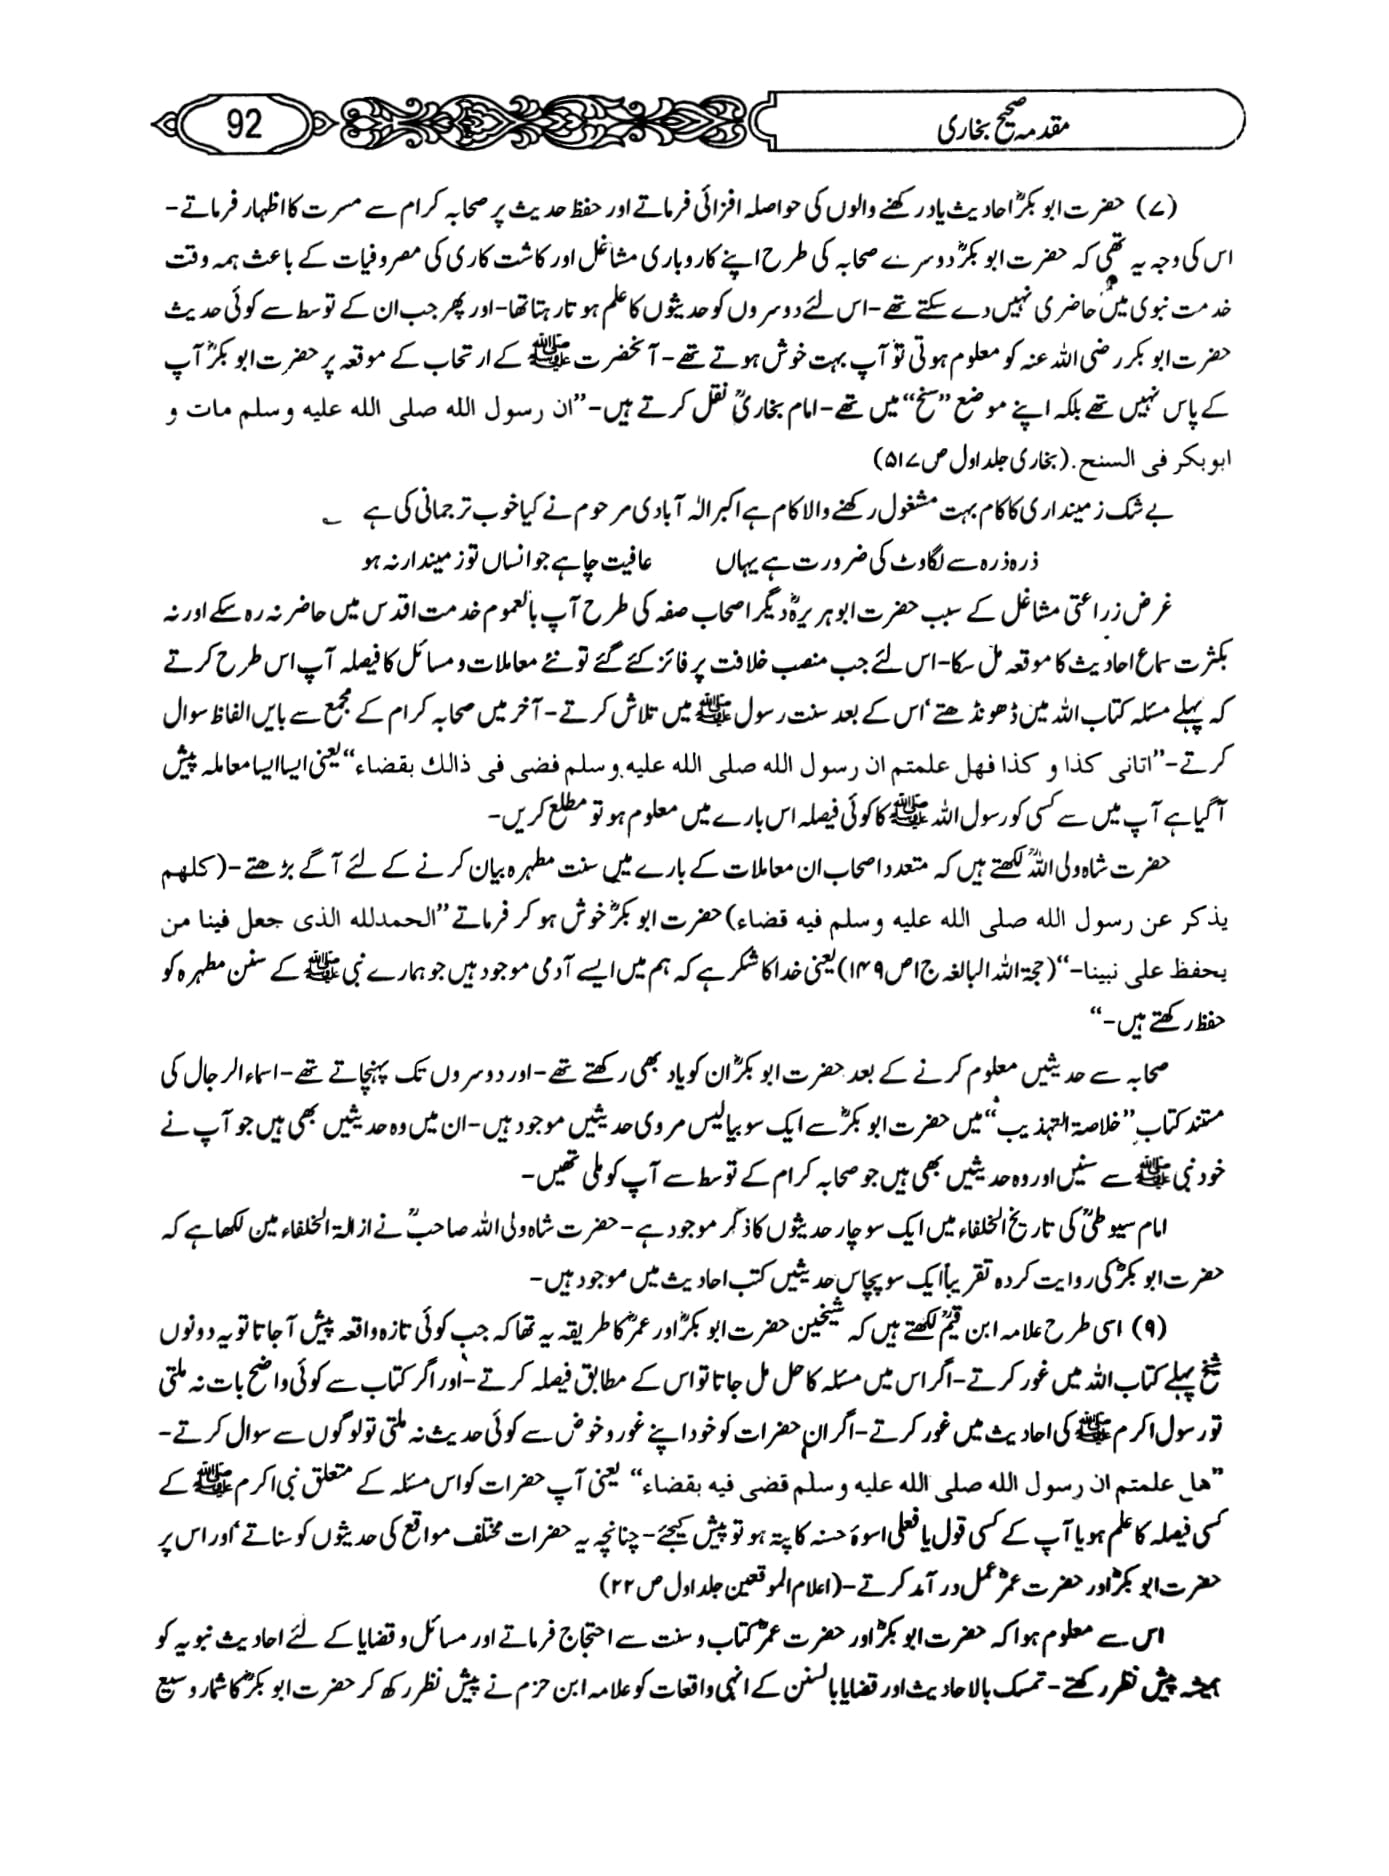 92
مقدمہ صحیح بخاری
(۷) حضرت ابو بکرؓ احادیث یاد رکھنے والوں کی حوصلہ افزائی فرماتے اور حفظ حدیث پر صحابہ کرام سے مسرت کا اظہار فرماتے-
اس کی وجہ یہ تھی کہ حضرت ابو بکرؓ دوسرے صحابہ کی طرح اپنے کاروباری مشاغل اور کاشت کاری کی مصروفیات کے باعث ہمہ وقت
خدمت نبوی میں حاضری نہیں دے سکتے تھے-اس لئے دوسروں کو حدیثوں کا علم ہوتا رہتا تھا-اور پھر جب ان کے توسط سے کوئی حدیث
حضرت ابو بکر رضی اللہ عنہ کو معلوم ہوتی تو آپ بہت خوش ہوتے تھے- آنحضرت ﷺ کے ارتحاب کے موقعہ پر حضرت ابو بکرؓ آپ
کے پاس نہیں تھے بلکہ اپنے موضع ”سخ“ میں تھے-امام بخاریؒ نقل کرتے ہیں-”ان رسول الله صلی الله علیه وسلم مات و
ابوبکر فی السنح.(بخاری جلد اول ص ۵۱۷)
بے شک زمینداری کا کام بہت مشغول رکھنے والا کام ہے اکبر الٰہ آبادی مرحوم نے کیا خوب ترجمانی کی ہے ؎
ذرہ ذرہ سے لگاوٹ کی ضرورت ہے یہاں عافیت چاہے جو انساں تو زمیندار نہ ہو
غرض زراعتی مشاغل کے سبب حضرت ابو ہریرہؓ دیگر اصحاب صفہ کی طرح آپ بالعموم خدمت اقدس میں حاضر نہ رہ سکے اور نہ
بکثرت سماع احادیث کا موقعہ مل سکا-اس لئے جب منصب خلافت پر فائز کئے گئے تو نئے معاملات و مسائل کا فیصلہ آپ اس طرح کرتے
کہ پہلے مسئلہ کتاب اللہ میں ڈھونڈھتے‘ اس کے بعد سنت رسول ﷺ میں تلاش کرتے-آخر میں صحابہ کرام کے مجمع سے بایں الفاظ سوال
کرتے-”اتانی کذا و کذا فهل علمتم ان رسول الله صلی الله علیه وسلم فضی فی ذالك بقضاء“ یعنی ایسا ایسا معاملہ پیش
آگیا ہے آپ میں سے کسی کو رسول اللہ ﷺ کا کوئی فیصلہ اس بارے میں معلوم ہو تو مطلع کریں-
حضرت شاہ ولی اللہؒ لکھتے ہیں کہ متعدد اصحاب ان معاملات کے بارے میں سنت مطہرہ بیان کرنے کے لئے آگے بڑھتے-(کلهم
یذکر عن رسول الله صلی الله علیه وسلم فیه قضاء) حضرت ابو بکرؓ خوش ہو کر فرماتے ”الحمدلله الذی جعل فینا من
یحفظ علی نبینا-“(حجۃ اللہ البالغہ ج ا ص ۱۴۹) یعنی خدا کا شکر ہے کہ ہم میں ایسے آدمی موجود ہیں جو ہمارے نبی ﷺ کے سنن مطہرہ کو
حفظ رکھتے ہیں-“
صحابہ سے حدیثیں معلوم کرنے کے بعد حضرت ابو بکرؓ ان کو یاد بھی رکھتے تھے-اور دوسروں تک پہنچاتے تھے-اسماء الرجال کی
مستند کتاب ”خلاصۃ التہذیب“ میں حضرت ابو بکرؓ سے ایک سو بیالیس مروی حدیثیں موجود ہیں-ان میں وہ حدیثیں بھی ہیں جو آپ نے
خود نبی ﷺ سے سنیں اور وہ حدیثیں بھی ہیں جو صحابہ کرام کے توسط سے آپ کو ملی تھیں-
امام سیوطیؒ کی تاریخ الخلفاء میں ایک سو چار حدیثوں کا ذکر موجود ہے-حضرت شاہ ولی اللہ صاحبؒ نے ازالۃ الخلفاء مین لکھا ہے کہ
حضرت ابو بکرؓ کی روایت کردہ تقریباً ایک سو پچاس حدیثیں کتب احادیث میں موجود ہیں-
(۹) اسی طرح علامہ ابن قیمؒ لکھتے ہیں کہ شیخین حضرت ابو بکرؓ اور عمرؓ کا طریقہ یہ تھا کہ جب کوئی تازہ واقعہ پیش آ جاتا تو یہ دونوں
شیخ پہلے کتاب اللہ میں غور کرتے-اگر اس میں مسئلہ کا حل مل جاتا تو اس کے مطابق فیصلہ کرتے-اور اگر کتاب سے کوئی واضح بات نہ ملتی
تو رسول اکرم ﷺ کی احادیث میں غور کرتے-اگر ان حضرات کو خود اپنے غور و خوض سے کوئی حدیث نہ ملتی تو لوگوں سے سوال کرتے-
”هل علمتم ان رسول الله صلی الله علیه وسلم قضی فیه بقضاء“ یعنی آپ حضرات کو اس مسئلہ کے متعلق نبی اکرم ﷺ کے
کسی فیصلہ کا علم ہو یا آپ کے کسی قول یا فعلی اسوۂ حسنہ کا پتہ ہو تو پیش کیجئے-چنانچہ یہ حضرات مختلف مواقع کی حدیثوں کو سناتے‘ اور اس پر
حضرت ابو بکرؓ اور حضرت عمرؓ عمل در آمد کرتے-(اعلام الموقعین جلد اول ص ۲۲)
اس سے معلوم ہوا کہ حضرت ابو بکرؓ اور حضرت عمرؓ کتاب و سنت سے احتجاج فرماتے اور مسائل و قضایا کے لئے احادیث نبویہ کو
ہمیشہ پیش نظر رکھتے-تمسک بالاحادیث اور قضایا بالسنن کے انہی واقعات کو علامہ ابن حزم نے پیش نظر رکھ کر حضرت ابو بکرؓ کا شمار وسیع